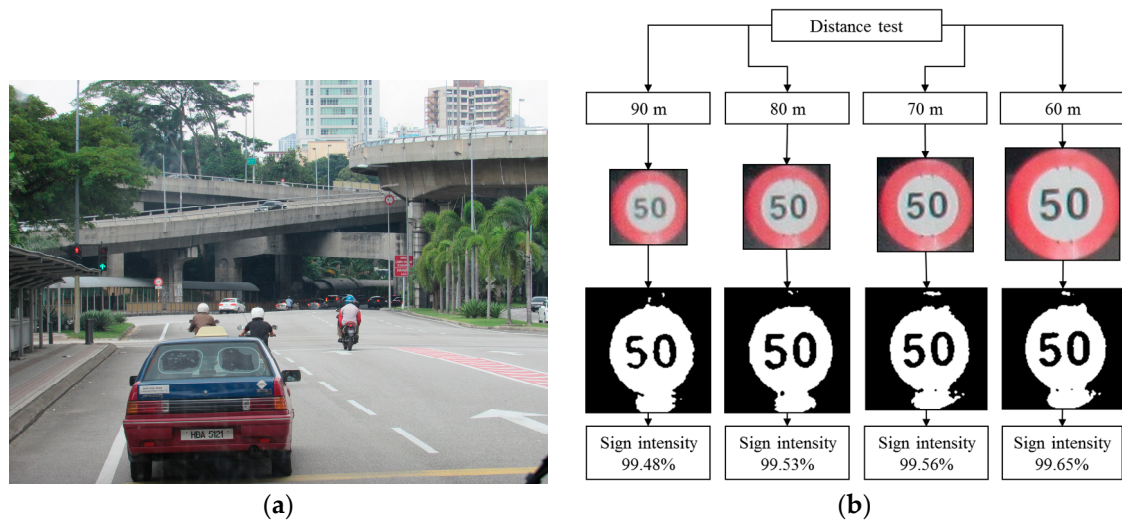 HBA 5121
(a)
Distance test
90 m
80 m
70 m
60 m
50
50
50
50
50
50
50
50
Sign intensity
99.48%
Sign intensity
99.53%
Sign intensity
99.56%
Sign intensity
99.65%
(b)